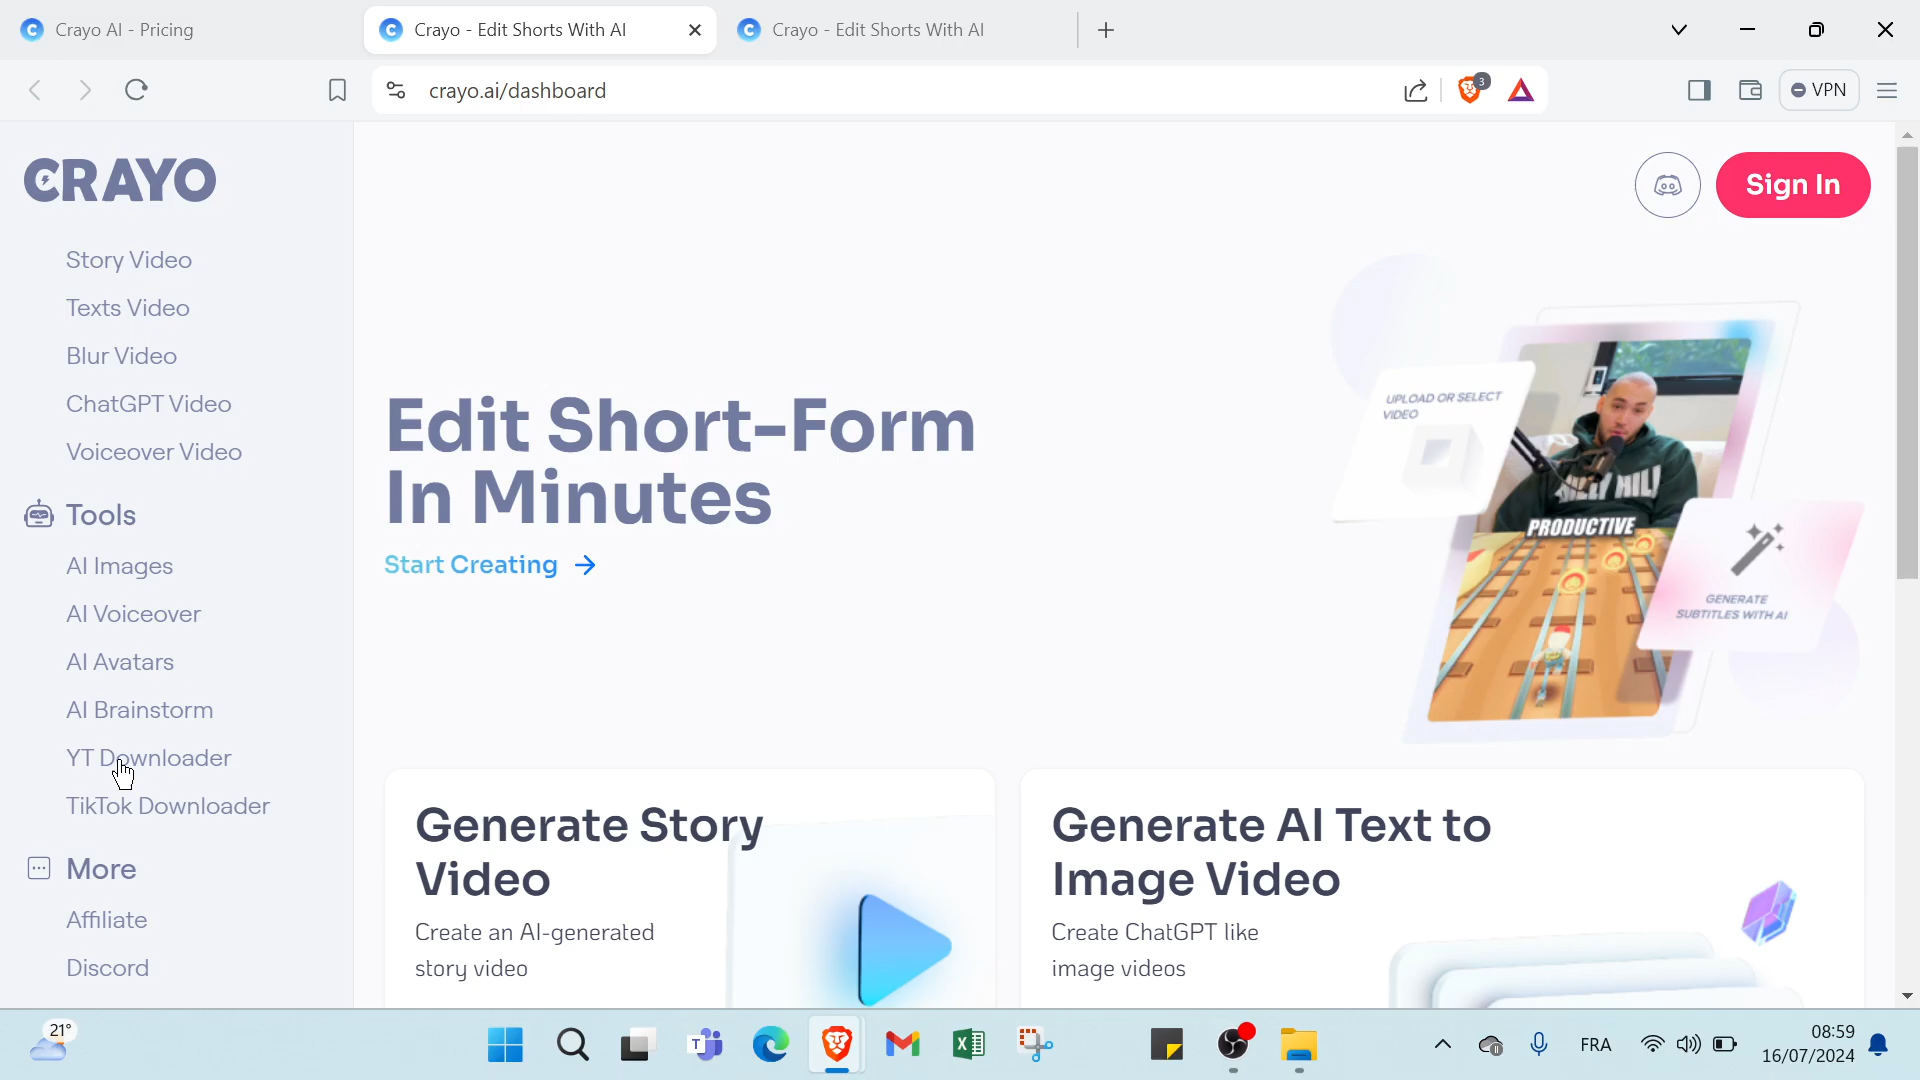 Crayo AI - Pricing
Crayo - Edit Shorts With AI
Crayo - Edit Shorts With AI
crayo.ai/dashboard
3
VPN
CRAYO
Sign In
Story Video
Texts Video
Blur Video
ChatGPT Video
Voiceover Video
Tools
AI Images
AI Voiceover
AI Avatars
AI Brainstorm
YT Downloader
TikTok Downloader
More
Affiliate
Discord
Edit Short-Form
In Minutes
Start Creating
UPLOAD OR SELECT
VIDEO
PRODUCTIVE
GENERATE
SUBTITLES WITH AI
Generate Story
Video
Create an AI-generated
story video
Generate AI Text to
Image Video
Create ChatGPT like
image videos
21°
FRA
08:59
16/07/2024